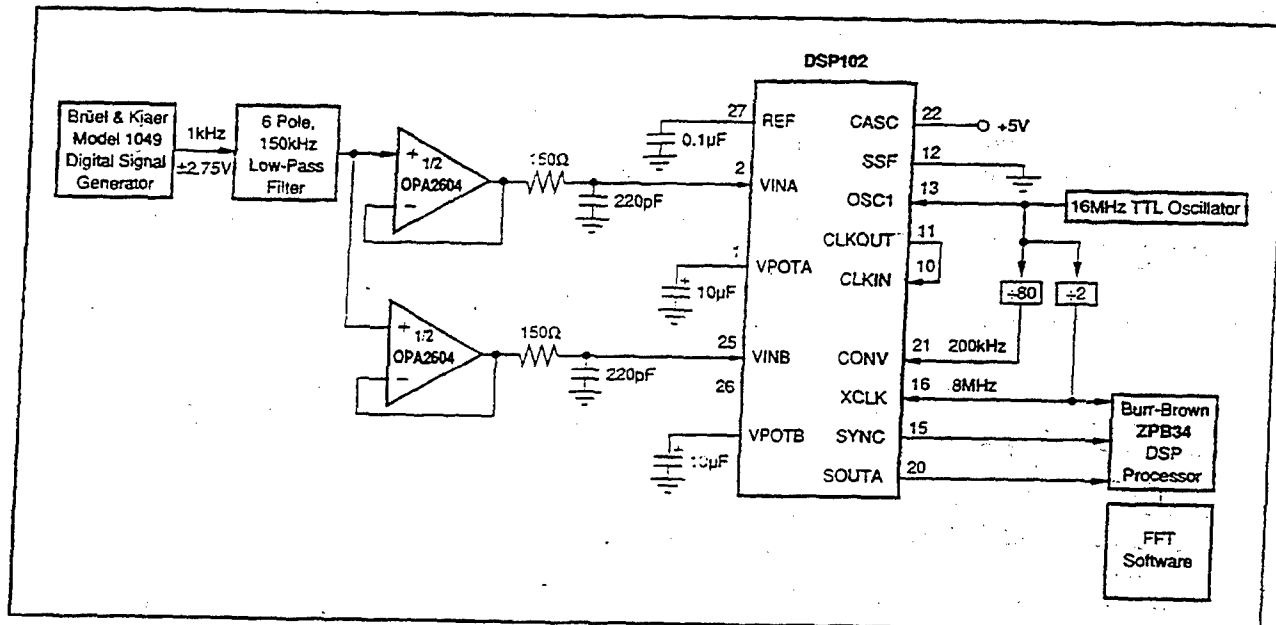 DSP102
Brüel & Kjaer
Model 1049
Digital Signal
Generator
1kHz
±2.75V
6 Pole,
150kHz
Low-Pass
Filter
+
1/2
OPA2604
−
150Ω
220pF
+
1/2
OPA2604
−
150Ω
220pF
0.1µF
+
10µF
+
10µF
27
REF
2
VINA
1
VPOTA
25
VINB
26
VPOTB
CASC
22
+5V
SSF
12
OSC1
13
16MHz TTL Oscillator
CLKOUT
11
CLKIN
10
÷80
÷2
CONV
21
200kHz
XCLK
16
8MHz
SYNC
15
SOUTA
20
Burr-Brown
ZPB34
DSP
Processor
FFT
Software